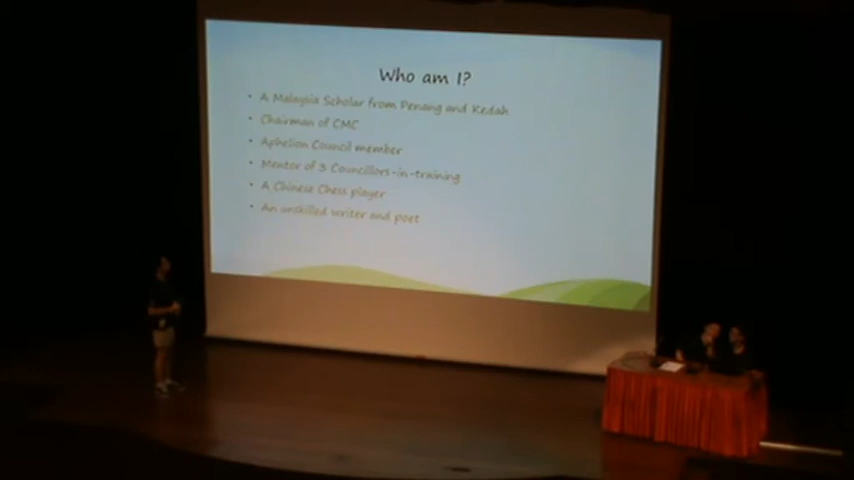 Who am I?
• A Malaysia Scholar from Penang and Kedah
• Chairman of CMC
• Aphelion Council member
• Mentor of 3 Councillors-in-training
• A Chinese Chess player
• An unskilled writer and poet